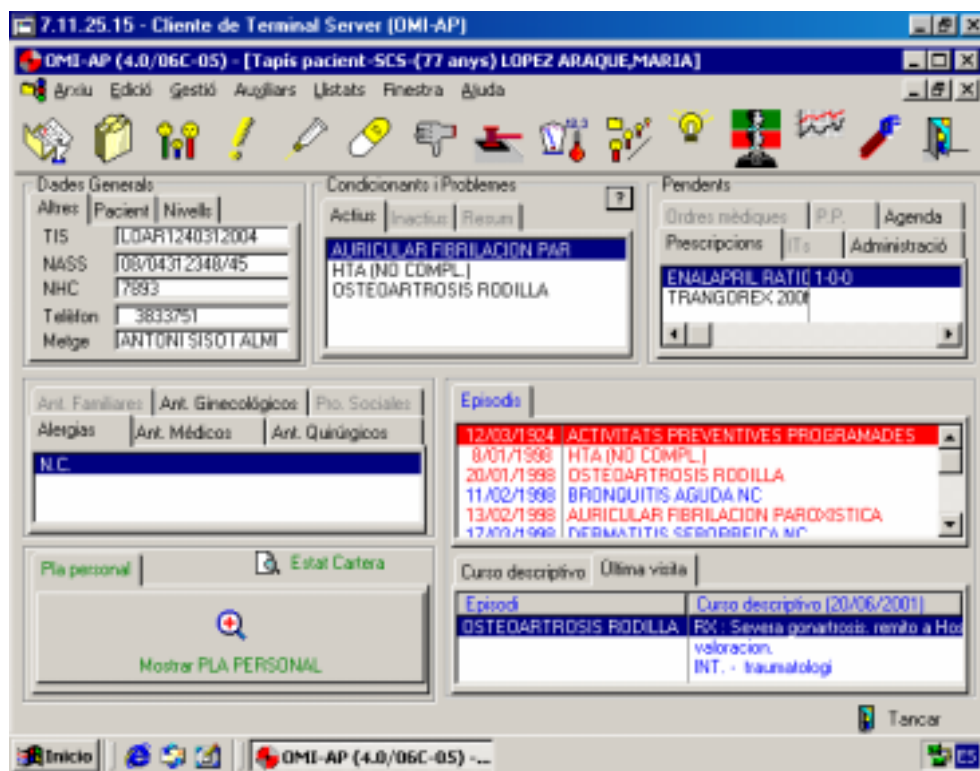 7.11.25.15 - Cliente de Terminal Server (OMI-AP)
OMI-AP (4.0/06C-05) - [Tapís pacient-SCS-(77 anys) LOPEZ ARAQUE,MARIA]
Arxiu Edició Gestió Auxiliars Llistats Finestra Ajuda
Dades Generals
Altres Pacient Nivells
TIS LOAR1240312004
NASS 08/04312348/45
NHC 7893
Telèfon 3833751
Metge ANTONI SISO I ALMI
Condicionants i Problemes
?
Actius Inactius Resum
AURICULAR FIBRILACION PAR
HTA (NO COMPL.)
OSTEOARTROSIS RODILLA
Pendents
Ordres mèdiques P.P. Agenda
Prescripcions ITs Administració
ENALAPRIL RATIO 1-0-0
TRANGOREX 200M
Ant. Familiares Ant. Ginecológicos Pro. Sociales
Alergias Ant. Médicos Ant. Quirúrgicos
N.C.
Episodis
12/03/1924 ACTIVITATS PREVENTIVES PROGRAMADES
8/01/1998 HTA (NO COMPL.)
20/01/1998 OSTEOARTROSIS RODILLA
11/02/1998 BRONQUITIS AGUDA NC
13/02/1998 AURICULAR FIBRILACION PAROXISTICA
17/03/1998 DERMATITIS SEBORREICA NC
Pla personal
Estat Cartera
Mostrar PLA PERSONAL
Curso descriptivo Última visita
Episodi Curso descriptivo (20/06/2001)
OSTEOARTROSIS RODILLA RX : Severa gonartrosis. remito a Hos
valoracion.
INT. - traumatologi
Tancar
Inicio OMI-AP (4.0/06C-05) -... ES